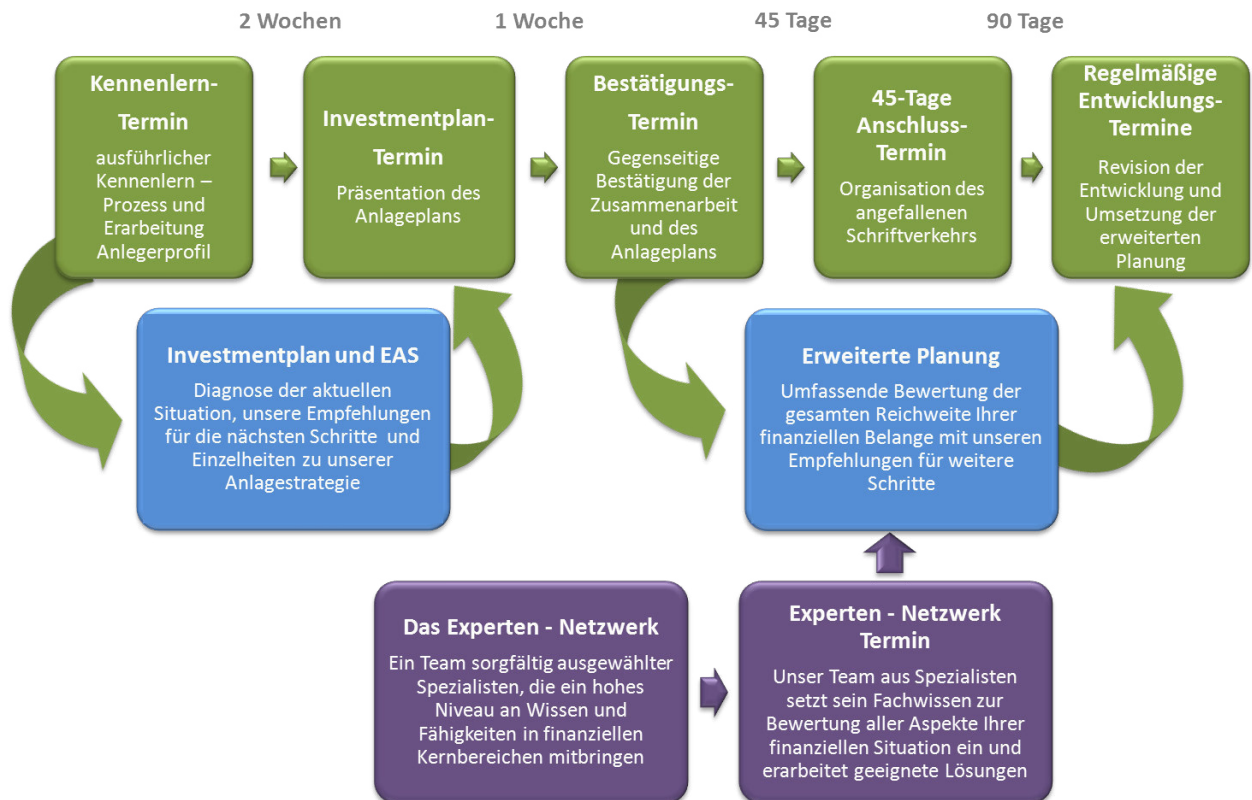 2 Wochen
1 Woche
45 Tage
90 Tage
Kennenlern-
Termin
ausführlicher
Kennenlern –
Prozess und
Erarbeitung
Anlegerprofil
Investmentplan-
Termin
Präsentation des
Anlageplans
Bestätigungs-
Termin
Gegenseitige
Bestätigung der
Zusammenarbeit
und des
Anlageplans
45-Tage
Anschluss-
Termin
Organisation des
angefallenen
Schriftverkehrs
Regelmäßige
Entwicklungs-
Termine
Revision der
Entwicklung und
Umsetzung der
erweiterten
Planung
Investmentplan und EAS
Diagnose der aktuellen
Situation, unsere Empfehlungen
für die nächsten Schritte und
Einzelheiten zu unserer
Anlagestrategie
Erweiterte Planung
Umfassende Bewertung der
gesamten Reichweite Ihrer
finanziellen Belange mit unseren
Empfehlungen für weitere
Schritte
Das Experten - Netzwerk
Ein Team sorgfältig ausgewählter
Spezialisten, die ein hohes
Niveau an Wissen und
Fähigkeiten in finanziellen
Kernbereichen mitbringen
Experten - Netzwerk
Termin
Unser Team aus Spezialisten
setzt sein Fachwissen zur
Bewertung aller Aspekte Ihrer
finanziellen Situation ein und
erarbeitet geeignete Lösungen